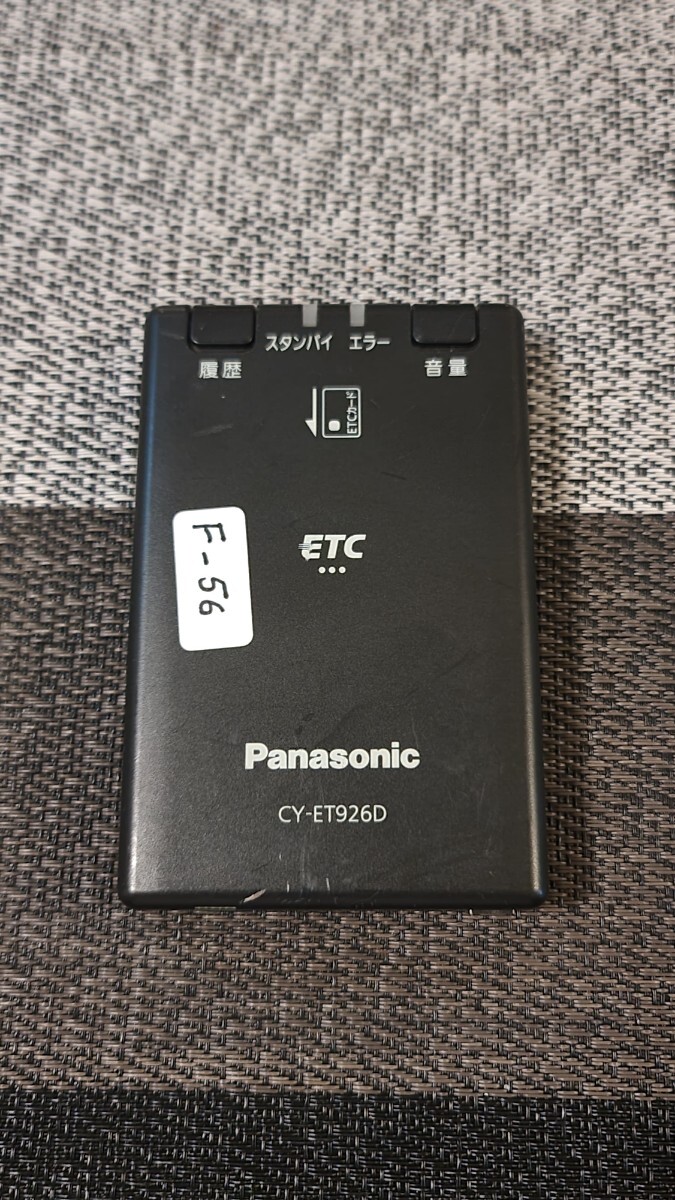 スタンバイ エラー
履歴
音量
ETCカード
ETC
F-56
Panasonic
CY-ET926D